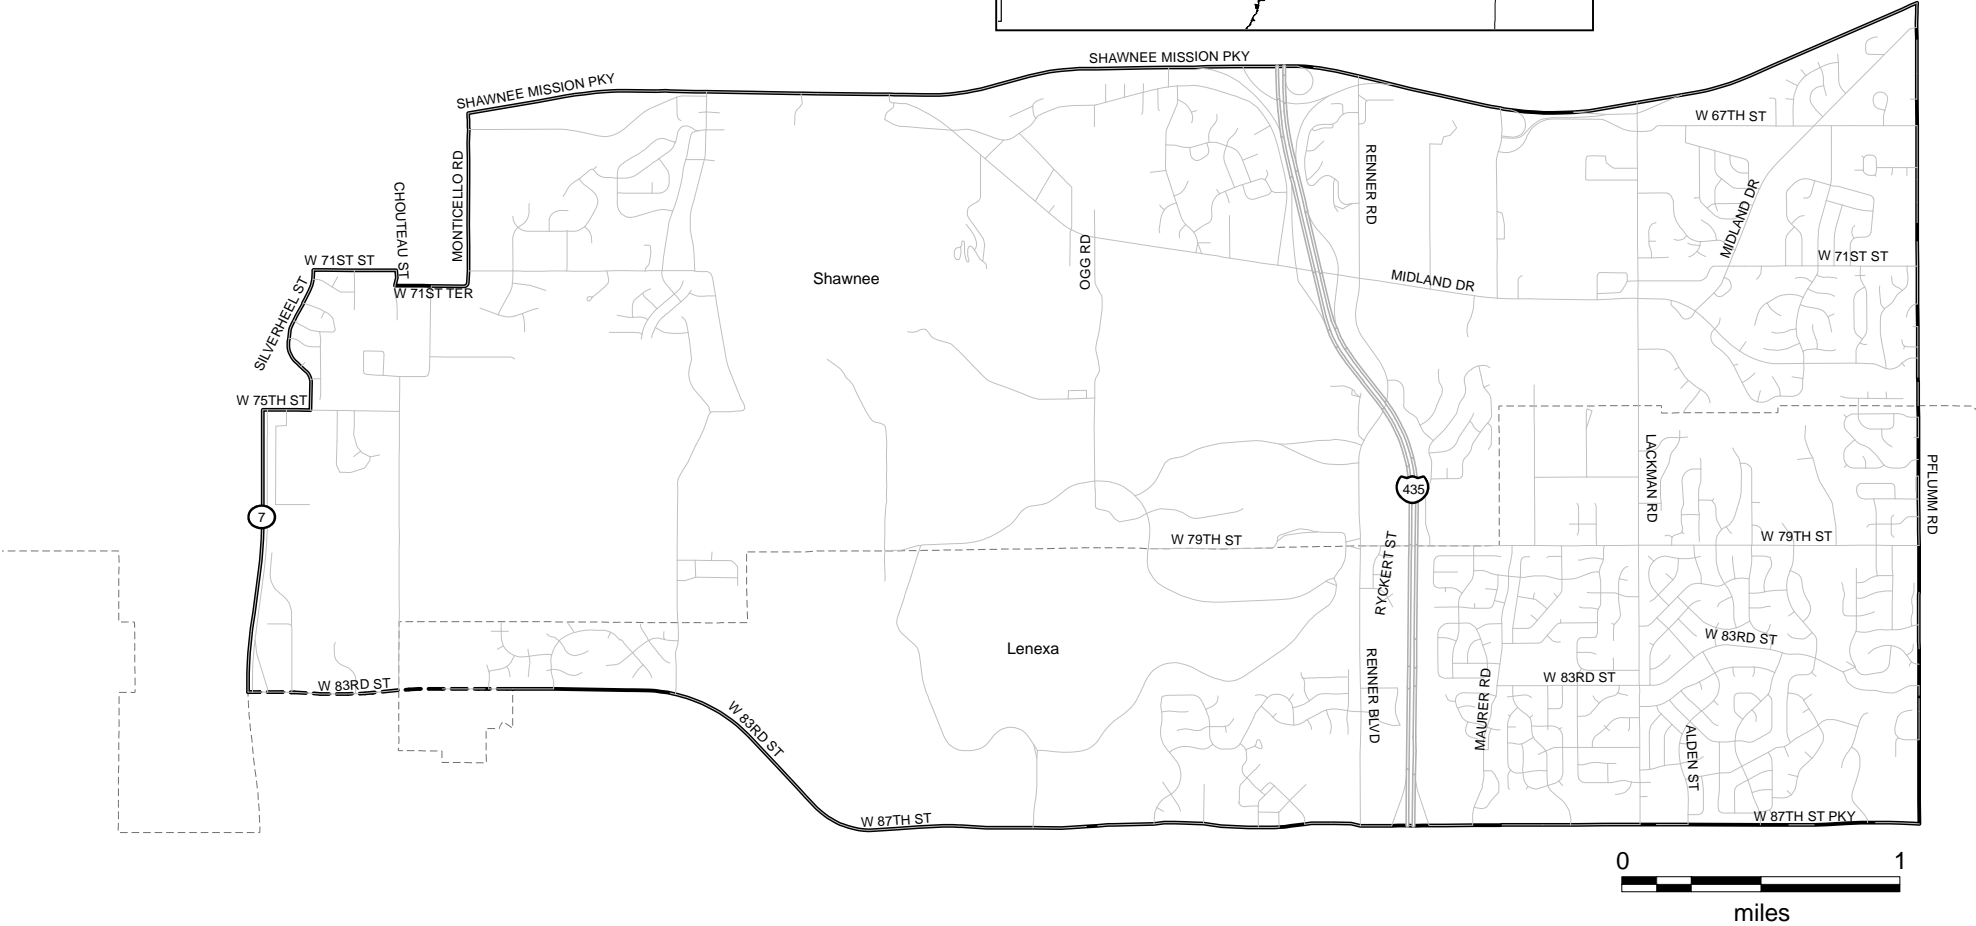 SHAWNEE MISSION PKY
SHAWNEE MISSION PKY
W 67TH ST
MONTICELLO RD
CHOUTEAU ST
RENNER RD
MIDLAND DR
W 71ST ST
W 71ST ST
OGG RD
Shawnee
MIDLAND DR
W 71ST TER
SILVERHEEL ST
W 75TH ST
LACKMAN RD
PFLUMM RD
435
7
W 79TH ST
W 79TH ST
RYCKERT ST
Lenexa
W 83RD ST
W 83RD ST
W 83RD ST
W 83RD ST
RENNER BLVD
MAURER RD
ALDEN ST
W 87TH ST
W 87TH ST PKY
0 1
miles